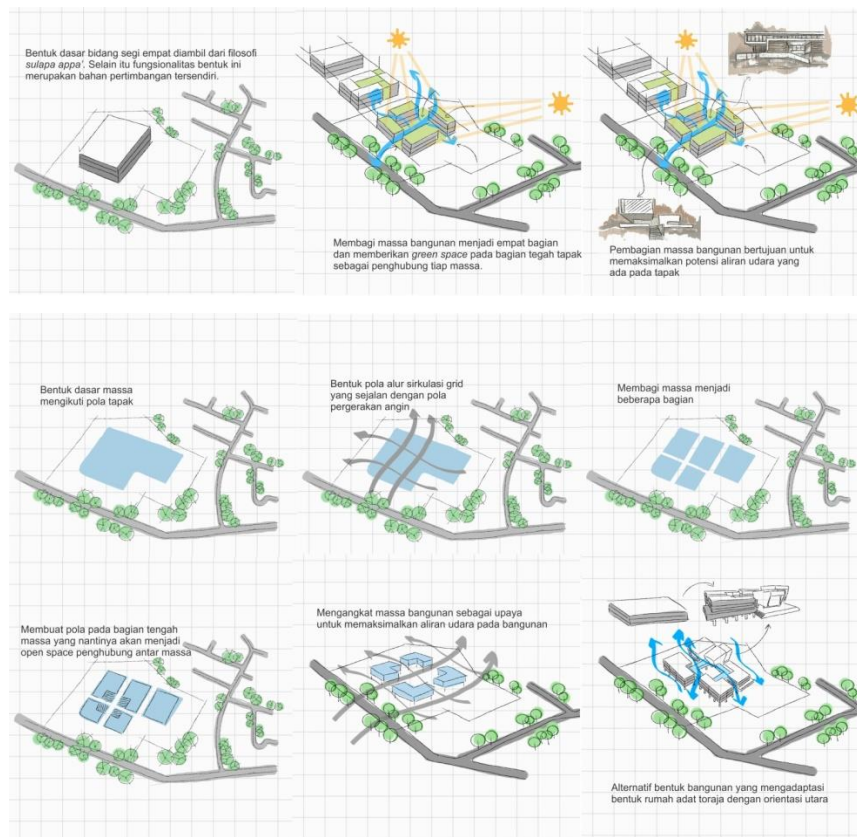 Bentuk dasar bidang segi empat diambil dari filosofi
sulapa appa'. Selain itu fungsionalitas bentuk ini
merupakan bahan pertimbangan tersendiri.
Membagi massa bangunan menjadi empat bagian
dan memberikan green space pada bagian tegah tapak
sebagai penghubung tiap massa.
Pembagian massa bangunan bertujuan untuk
memaksimalkan potensi aliran udara yang
ada pada tapak
Bentuk dasar massa
mengikuti pola tapak
Bentuk pola alur sirkulasi grid
yang sejalan dengan pola
pergerakan angin
Membagi massa menjadi
beberapa bagian
Membuat pola pada bagian tengah
massa yang nantinya akan menjadi
open space penghubung antar massa
Mengangkat massa bangunan sebagai upaya
untuk memaksimalkan aliran udara pada bangunan
Alternatif bentuk bangunan yang mengadaptasi
bentuk rumah adat toraja dengan orientasi utara